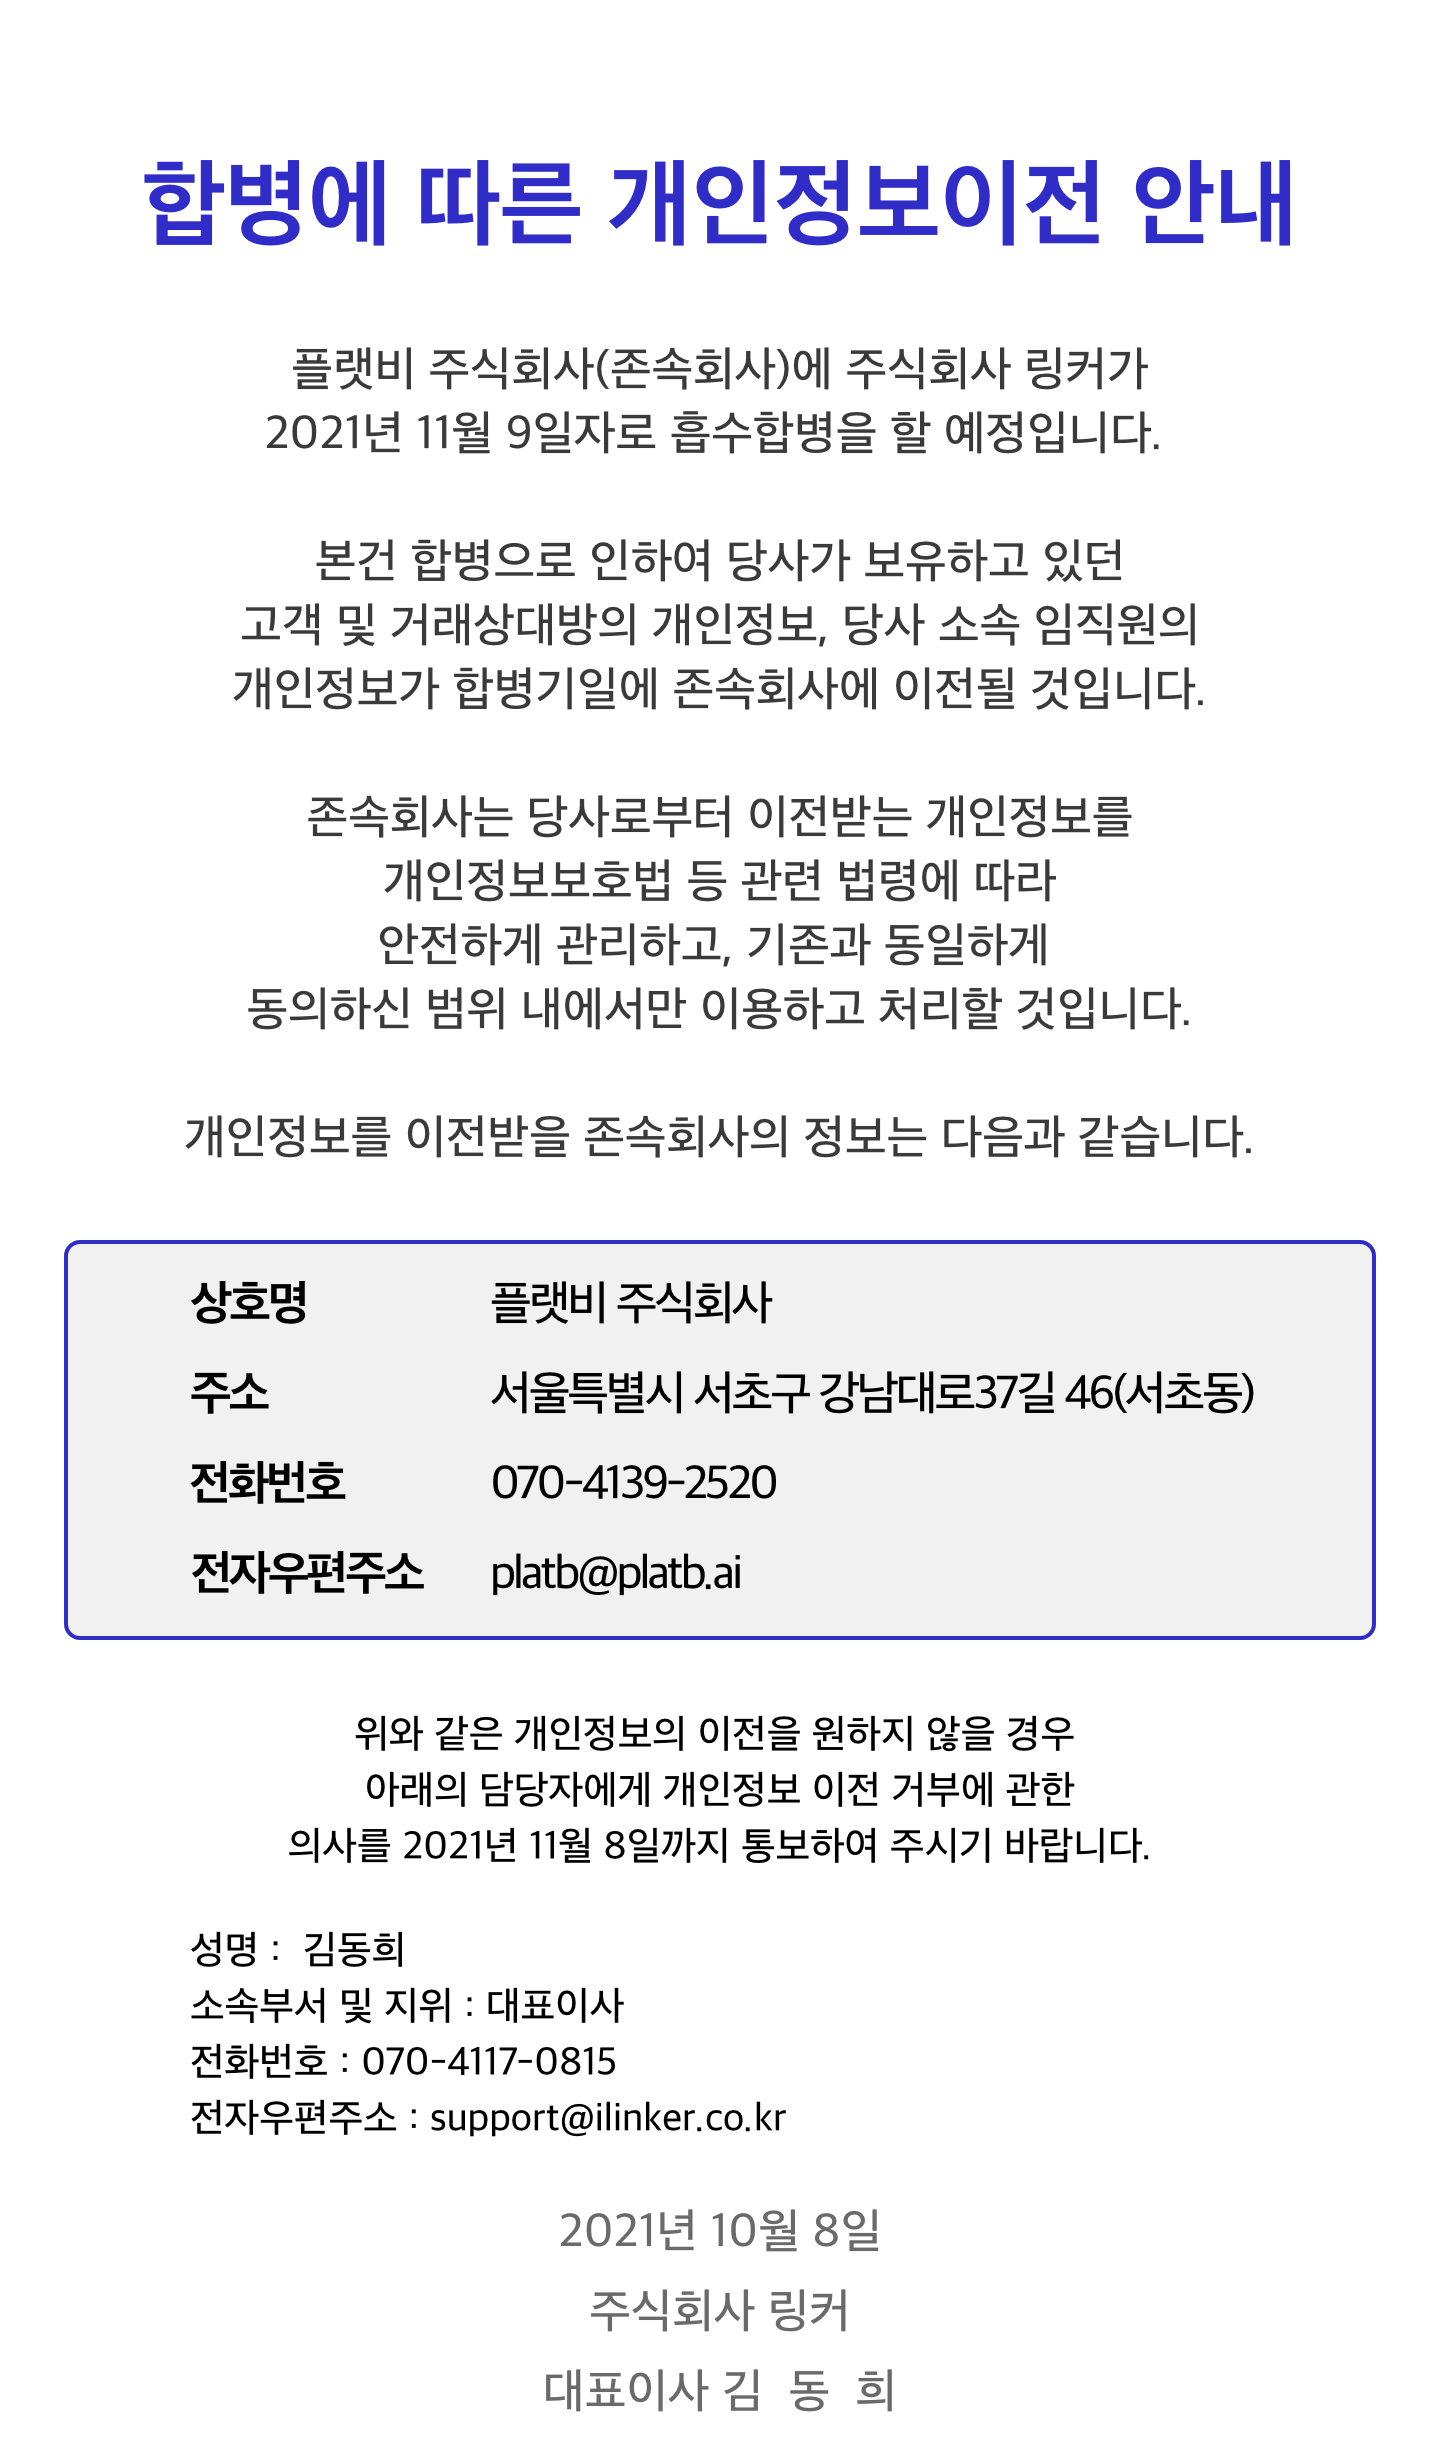 합병에 따른 개인정보이전 안내
플랫비 주식회사(존속회사)에 주식회사 링커가
2021년 11월 9일자로 흡수합병을 할 예정입니다.
본건 합병으로 인하여 당사가 보유하고 있던
고객 및 거래상대방의 개인정보, 당사 소속 임직원의
개인정보가 합병기일에 존속회사에 이전될 것입니다.
존속회사는 당사로부터 이전받는 개인정보를
개인정보보호법 등 관련 법령에 따라
안전하게 관리하고, 기존과 동일하게
동의하신 범위 내에서만 이용하고 처리할 것입니다.
개인정보를 이전받을 존속회사의 정보는 다음과 같습니다.
상호명 플랫비 주식회사
주소 서울특별시 서초구 강남대로37길 46(서초동)
전화번호 070-4139-2520
전자우편주소 platb@platb.ai
위와 같은 개인정보의 이전을 원하지 않을 경우
아래의 담당자에게 개인정보 이전 거부에 관한
의사를 2021년 11월 8일까지 통보하여 주시기 바랍니다.
성명 : 김동희
소속부서 및 지위 : 대표이사
전화번호 : 070-4117-0815
전자우편주소 : support@ilinker.co.kr
2021년 10월 8일
주식회사 링커
대표이사 김 동 희